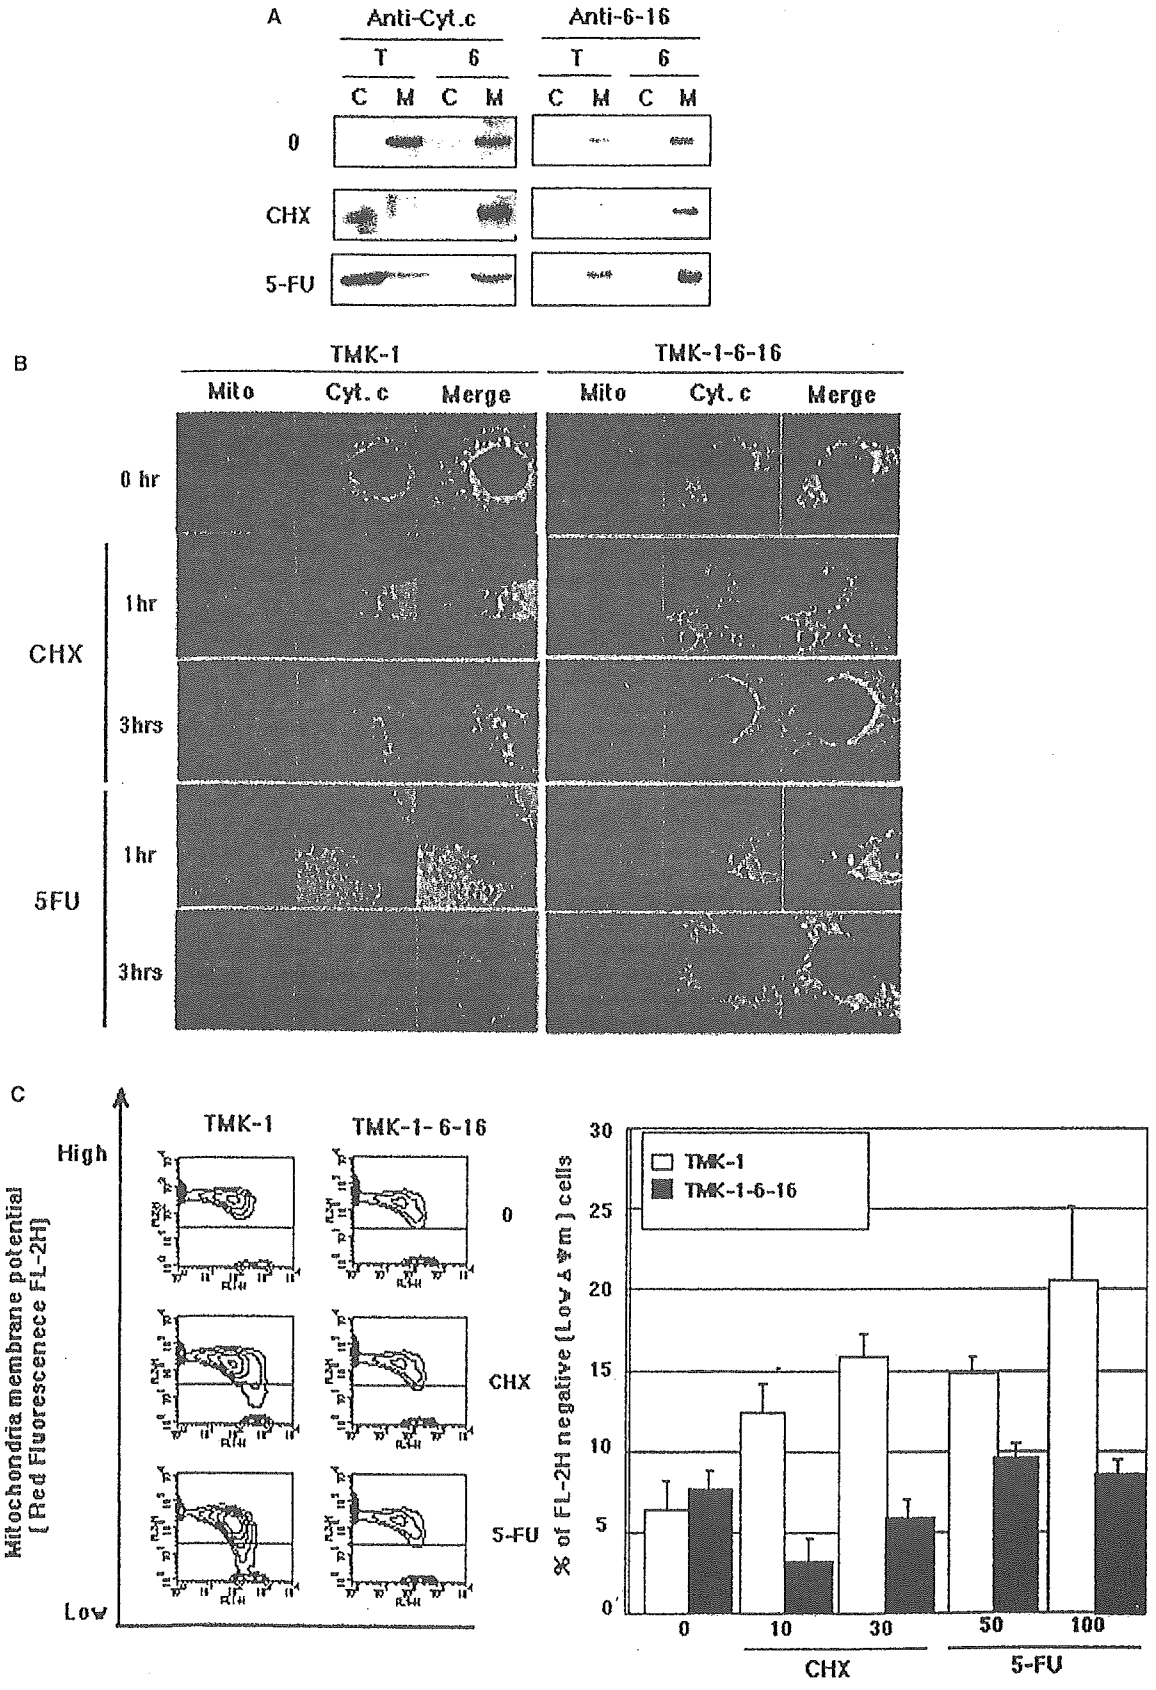 A
Anti-Cyt.c Anti-6-16
T 6 T 6
C M C M C M C M
0
CHX
5-FU
B
TMK-1 TMK-1-6-16
Mito Cyt. c Merge Mito Cyt. c Merge
0 hr
1hr
CHX
3hrs
1hr
5FU
3hrs
C
TMK-1 TMK-1-6-16
High
Mitochondria membrane potential
[Red Fluorescenece FL-2H]
Low
0
CHX
5-FU
% of FL-2H negative (Low ΔΨm) cells
30
25
20
15
10
5
0
TMK-1
TMK-1-6-16
0 10 30 50 100
CHX 5-FU